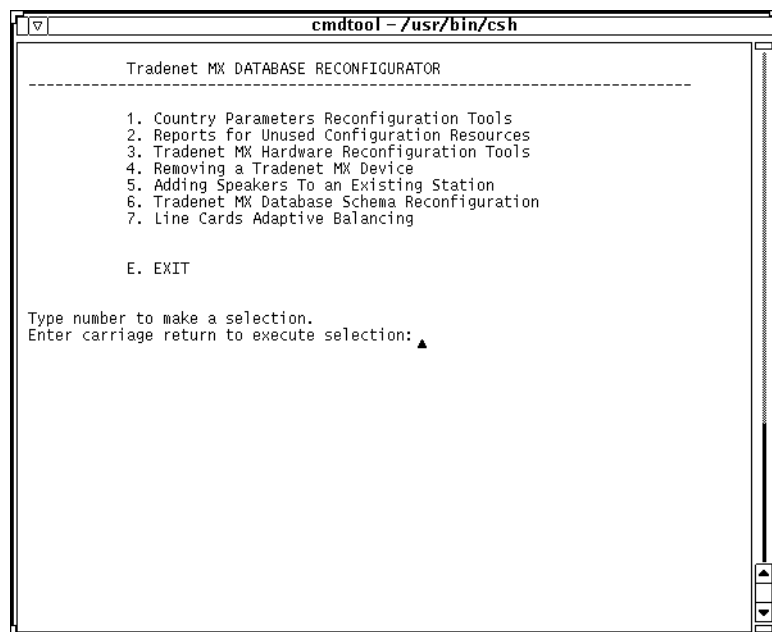 cmdtool – /usr/bin/csh
Tradenet MX DATABASE RECONFIGURATOR
--------------------------------------------------------------------------
1. Country Parameters Reconfiguration Tools
2. Reports for Unused Configuration Resources
3. Tradenet MX Hardware Reconfiguration Tools
4. Removing a Tradenet MX Device
5. Adding Speakers To an Existing Station
6. Tradenet MX Database Schema Reconfiguration
7. Line Cards Adaptive Balancing
E. EXIT
Type number to make a selection.
Enter carriage return to execute selection: